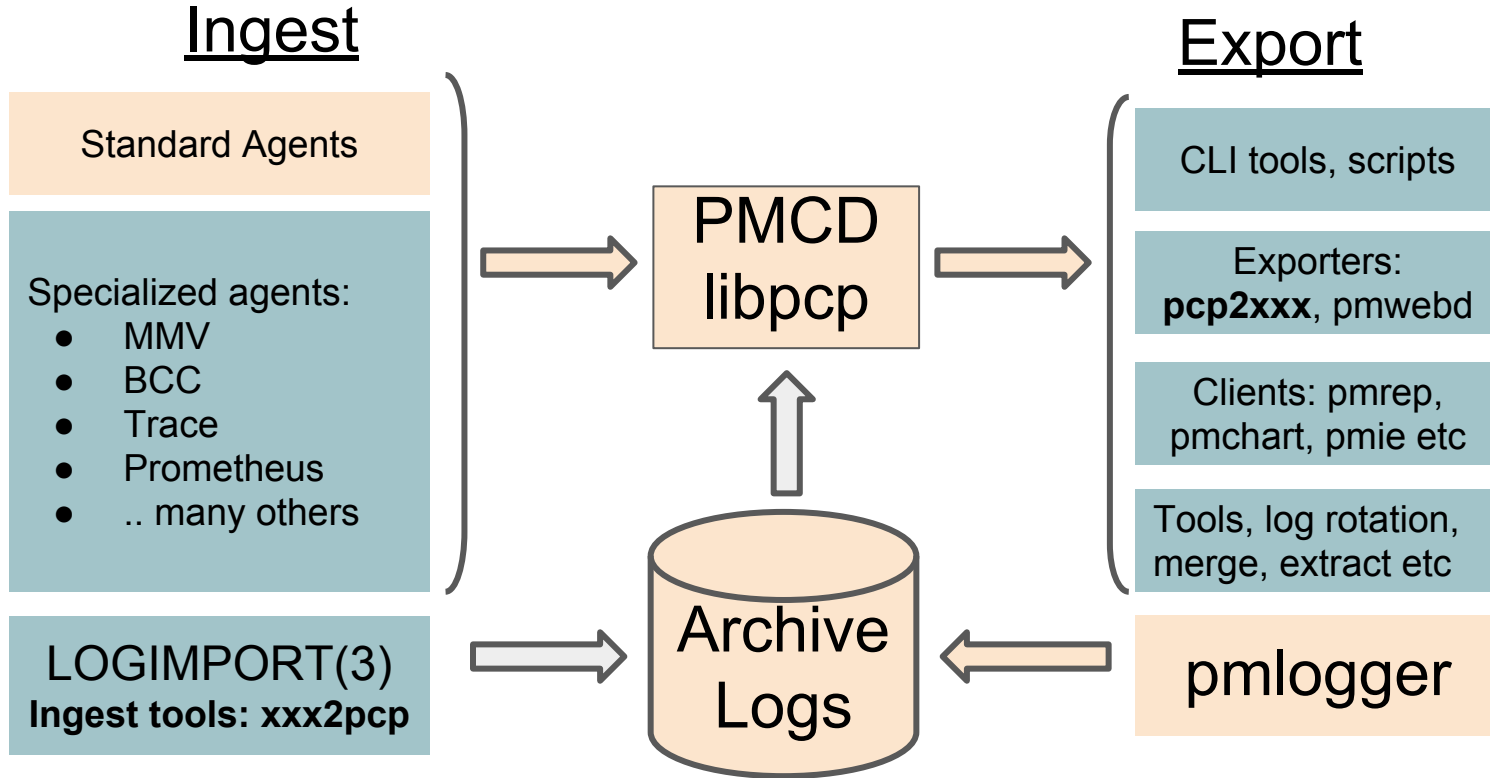 Ingest
Standard Agents
Specialized agents:
● MMV
● BCC
● Trace
● Prometheus
● .. many others
LOGIMPORT(3)
Ingest tools: xxx2pcp
PMCD
libpcp
Archive
Logs
Export
CLI tools, scripts
Exporters:
pcp2xxx, pmwebd
Clients: pmrep,
pmchart, pmie etc
Tools, log rotation,
merge, extract etc
pmlogger